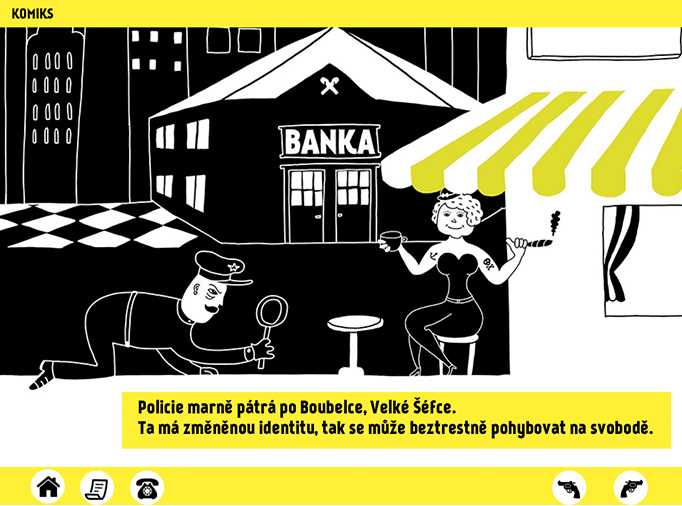 KOMIKS
BANKA
Policie marně pátrá po Boubelce, Velké Šéfce.
Ta má změněnou identitu, tak se může beztrestně pohybovat na svobodě.